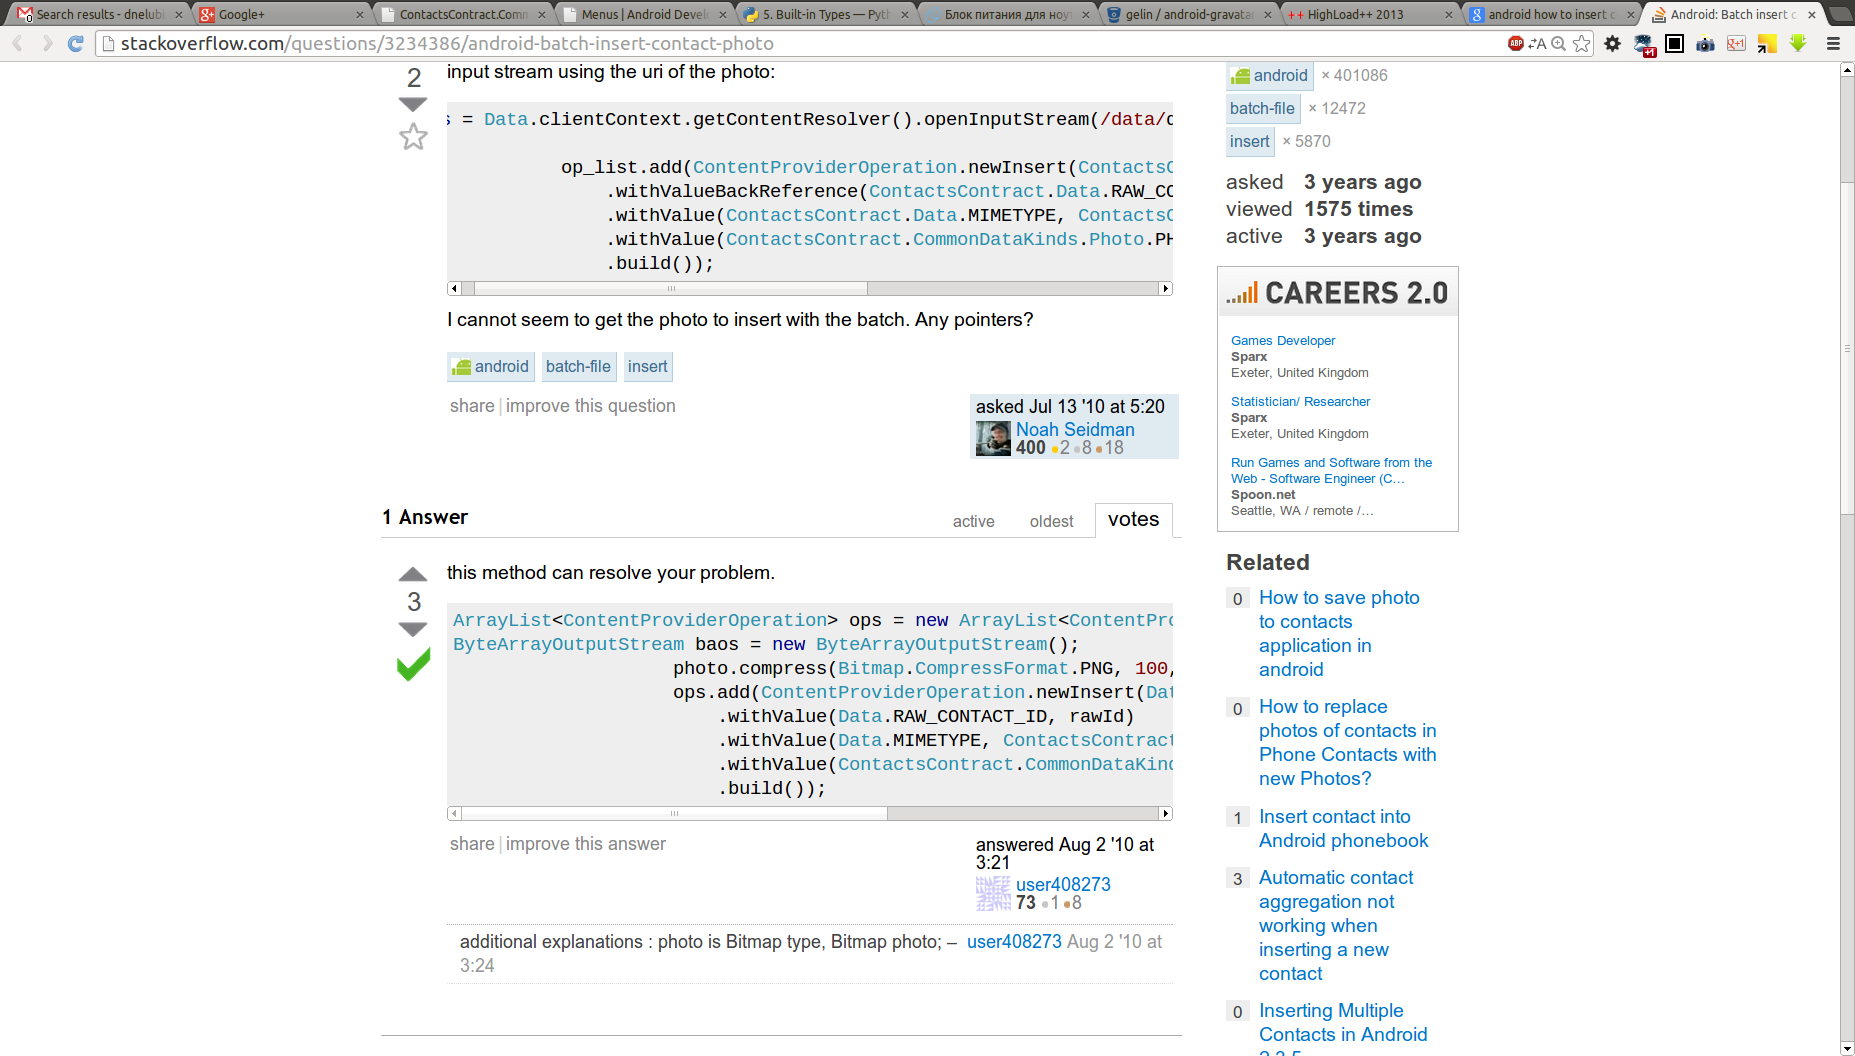 Search results - dnelubi
Google+
ContactsContract.Comm
Menus | Android Devel
5. Built-in Types — Pyth
Блок питания для ноут
gelin / android-gravatar
HighLoad++ 2013
android how to insert c
Android: Batch insert c
stackoverflow.com/questions/3234386/android-batch-insert-contact-photo
2
input stream using the uri of the photo:
= Data.clientContext.getContentResolver().openInputStream(/data/d
op_list.add(ContentProviderOperation.newInsert(ContactsC
.withValueBackReference(ContactsContract.Data.RAW_CO
.withValue(ContactsContract.Data.MIMETYPE, ContactsC
.withValue(ContactsContract.CommonDataKinds.Photo.PH
.build());
I cannot seem to get the photo to insert with the batch. Any pointers?
android batch-file insert
share | improve this question
asked Jul 13 '10 at 5:20
Noah Seidman
400 ●2 ●8 ●18
1 Answer
active oldest votes
3
this method can resolve your problem.
ArrayList<ContentProviderOperation> ops = new ArrayList<ContentPro
ByteArrayOutputStream baos = new ByteArrayOutputStream();
photo.compress(Bitmap.CompressFormat.PNG, 100,
ops.add(ContentProviderOperation.newInsert(Dat
.withValue(Data.RAW_CONTACT_ID, rawId)
.withValue(Data.MIMETYPE, ContactsContract
.withValue(ContactsContract.CommonDataKind
.build());
share | improve this answer
answered Aug 2 '10 at
3:21
user408273
73 ●1 ●8
additional explanations : photo is Bitmap type, Bitmap photo; – user408273 Aug 2 '10 at
3:24
android × 401086
batch-file × 12472
insert × 5870
asked 3 years ago
viewed 1575 times
active 3 years ago
CAREERS 2.0
Games Developer
Sparx
Exeter, United Kingdom
Statistician/ Researcher
Sparx
Exeter, United Kingdom
Run Games and Software from the
Web - Software Engineer (C...
Spoon.net
Seattle, WA / remote /...
Related
0 How to save photo
to contacts
application in
android
0 How to replace
photos of contacts in
Phone Contacts with
new Photos?
1 Insert contact into
Android phonebook
3 Automatic contact
aggregation not
working when
inserting a new
contact
0 Inserting Multiple
Contacts in Android